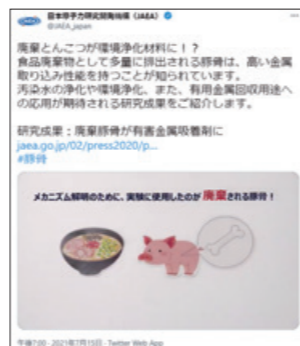 日本原子力研究開発機構（JAEA）
@JAEA_japan
廃棄とんこつが環境浄化材料に！？
食品廃棄物として多量に排出される豚骨は、高い金属
取り込み性能を持つことが知られています。
汚染水の浄化や環境浄化、また、有用金属回収用途へ
の応用が期待される研究成果をご紹介します。
研究成果：廃棄豚骨が有害金属吸着剤に
jaea.go.jp/02/press2020/p...
#豚骨
メカニズム解明のために、実験に使用したのが 廃棄される豚骨！
午後7:00 · 2021年7月15日 · Twitter Web App